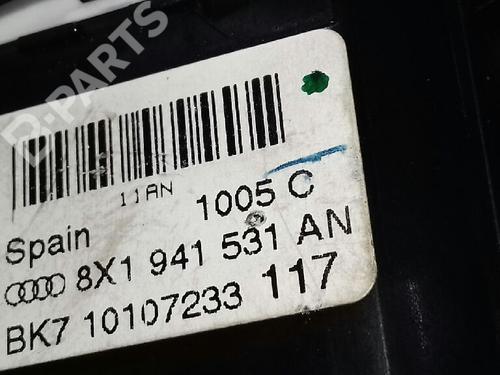 B-PARTS
11AN
1005 C
Spain
8X1 941 531 AN
BK7 10107233 117